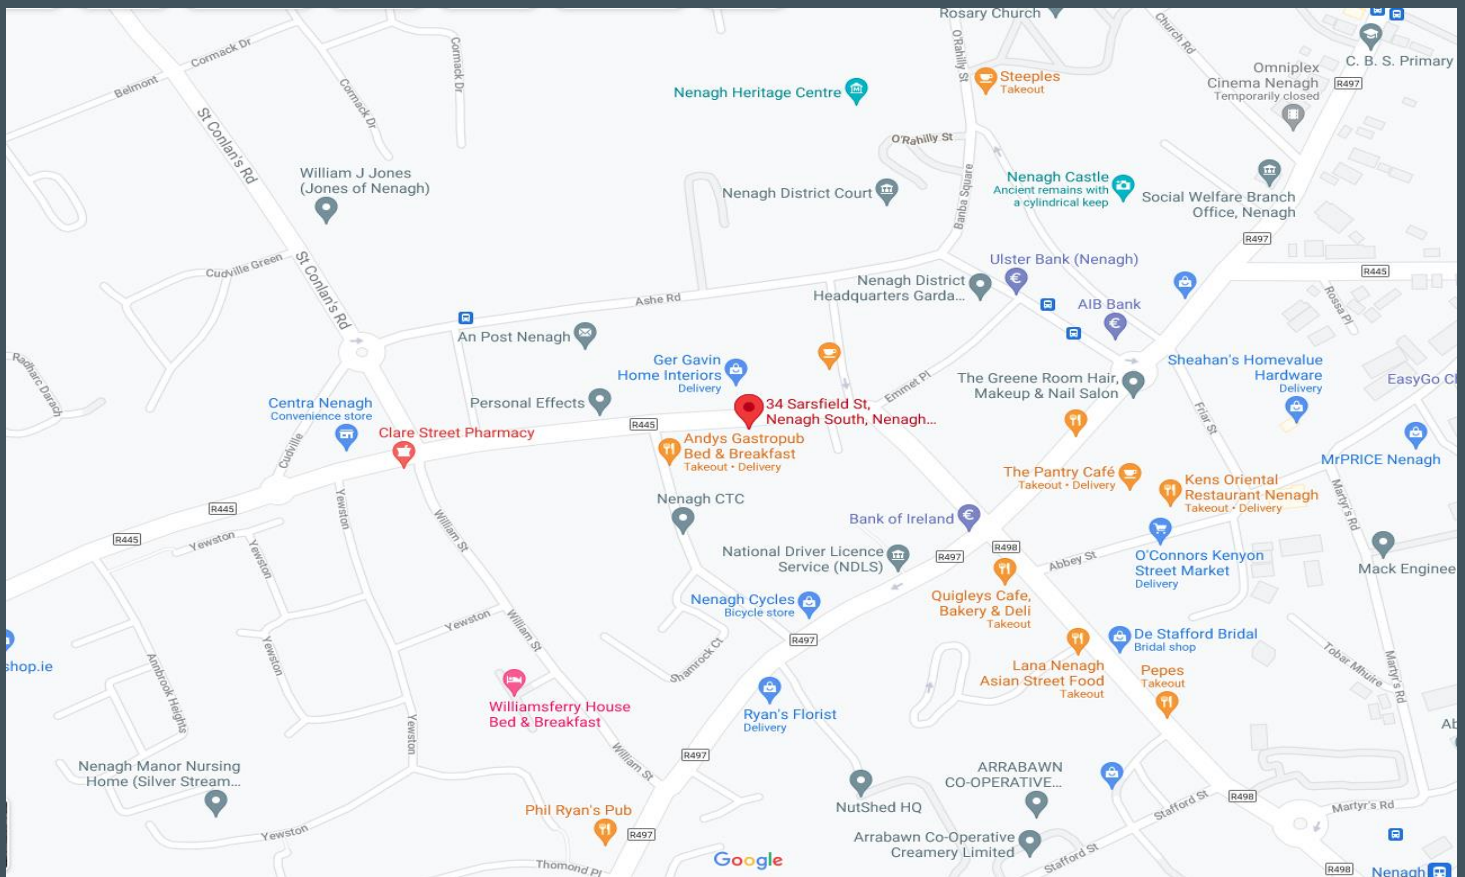 Rosary Church
Church Rd
O'Rahilly St
Cormack Dr
Cormack Dr
Belmont
Cormack Dr
C. B. S. Primary
Omniplex
Cinema Nenagh
Temporarily closed
R497
Steeples
Takeout
Nenagh Heritage Centre
St Conlan's Rd
O'Rahilly St
William J Jones
(Jones of Nenagh)
Nenagh District Court
Banba Square
Nenagh Castle
Ancient remains with
a cylindrical keep
Social Welfare Branch
Office, Nenagh
R497
Cudville Green
St Conlan's Rd
Ulster Bank (Nenagh)
R445
Nenagh District
Headquarters Garda...
Ashe Rd
AIB Bank
Rossa Pl
An Post Nenagh
Ger Gavin
Home Interiors
Delivery
Sheahan's Homevalue
Hardware
Delivery
Radharc Darach
Emmet Pl
The Greene Room Hair,
Makeup & Nail Salon
EasyGo
Centra Nenagh
Convenience store
Personal Effects
34 Sarsfield St,
Nenagh South, Nenagh...
Friar St
R445
Clare Street Pharmacy
Andys Gastropub
Bed & Breakfast
Takeout • Delivery
Cudville
MrPRICE Nenagh
The Pantry Café
Takeout • Delivery
Kens Oriental
Restaurant Nenagh
Takeout • Delivery
Nenagh CTC
R445
Yewston
William St
Bank of Ireland
Martyr's Rd
R445
Yewston
Yewston
National Driver Licence
Service (NDLS)
R497
R498
Abbey St
O'Connors Kenyon
Street Market
Delivery
Mack Enginee
Nenagh Cycles
Bicycle store
Quigleys Cafe,
Bakery & Deli
Takeout
Yewston
William St
R497
De Stafford Bridal
Bridal shop
shop.ie
Yewston
Annbrook Heights
Shamrock Ct
Lana Nenagh
Asian Street Food
Takeout
Pepes
Takeout
Tobar Mhuire
Martyr's Rd
Williamsferry House
Bed & Breakfast
Ryan's Florist
Delivery
Yewston
William St
R497
Nenagh Manor Nursing
Home (Silver Stream...
ARRABAWN
CO-OPERATIVE...
NutShed HQ
R498
Stafford St
Martyr's Rd
Phil Ryan's Pub
Yewston
R497
Arrabawn Co-Operative
Creamery Limited
Stafford St
Google
Thomond Pl
R498
Nenagh